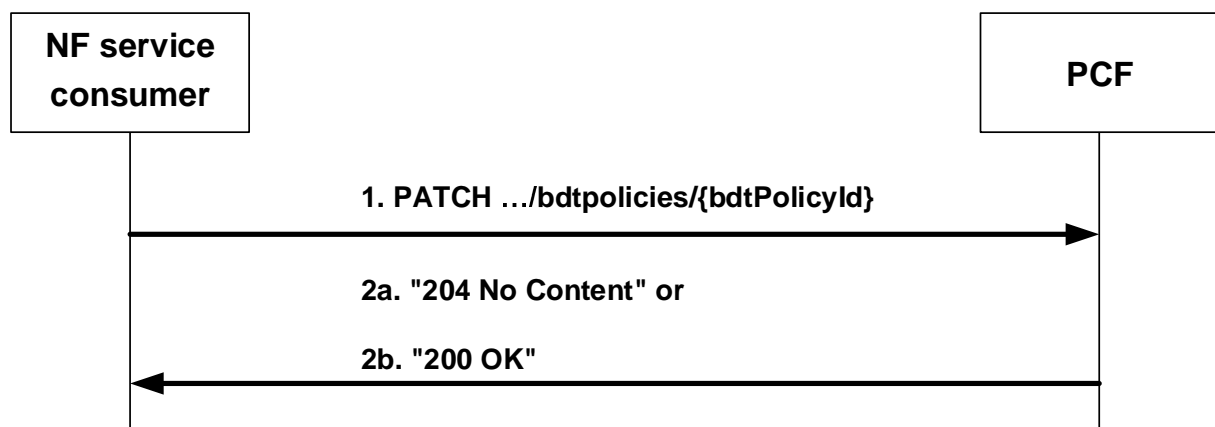 NF service
consumer
PCF
1. PATCH …/bdtpolicies/{bdtPolicyId}
2a. "204 No Content" or
2b. "200 OK"